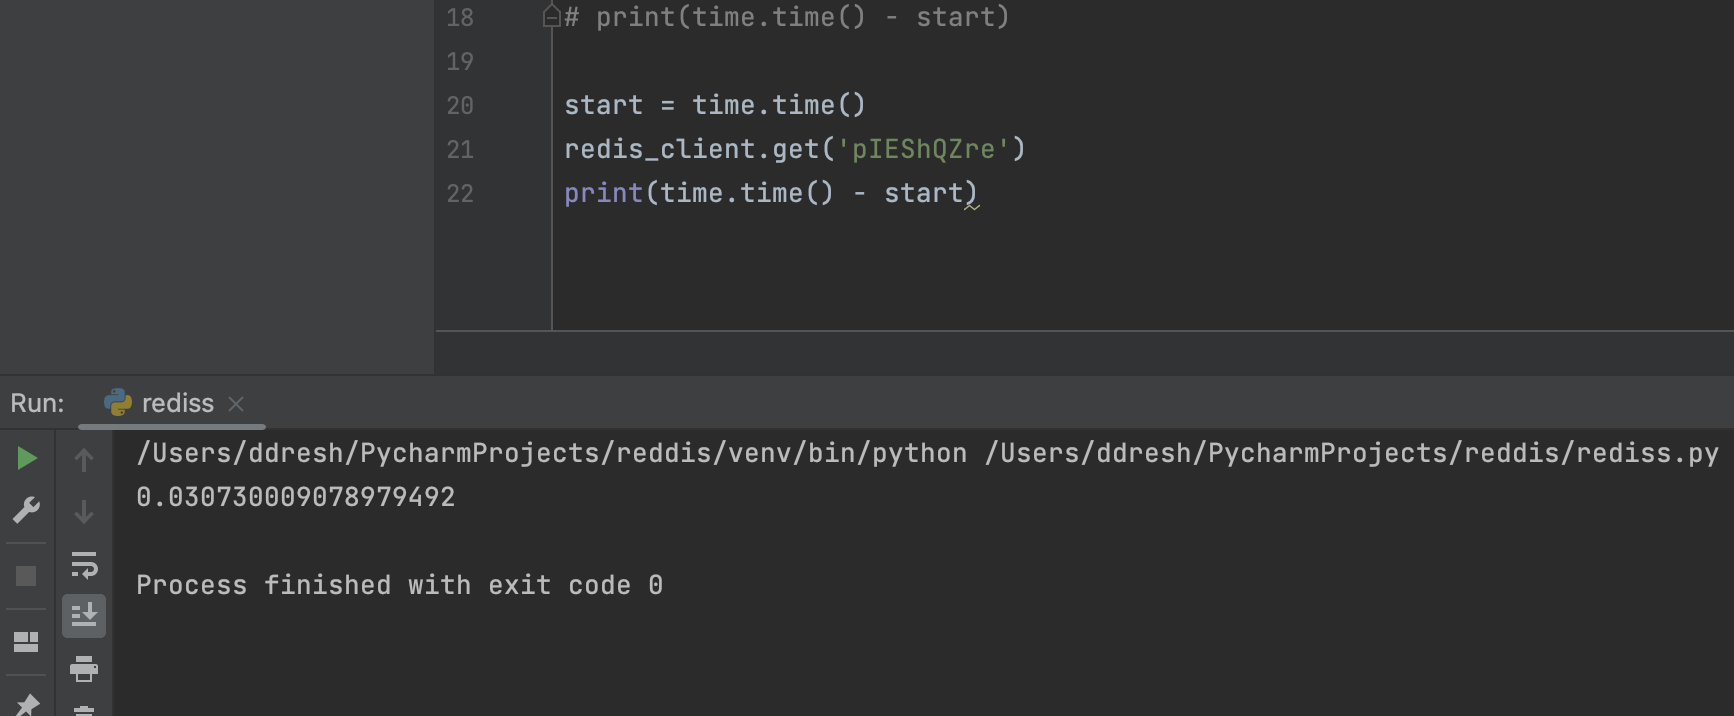 18 # print(time.time() - start)
19
20 start = time.time()
21 redis_client.get('pIEShQZre')
22 print(time.time() - start)
Run: rediss
/Users/ddresh/PycharmProjects/reddis/venv/bin/python /Users/ddresh/PycharmProjects/reddis/rediss.py
0.030730009078979492
Process finished with exit code 0